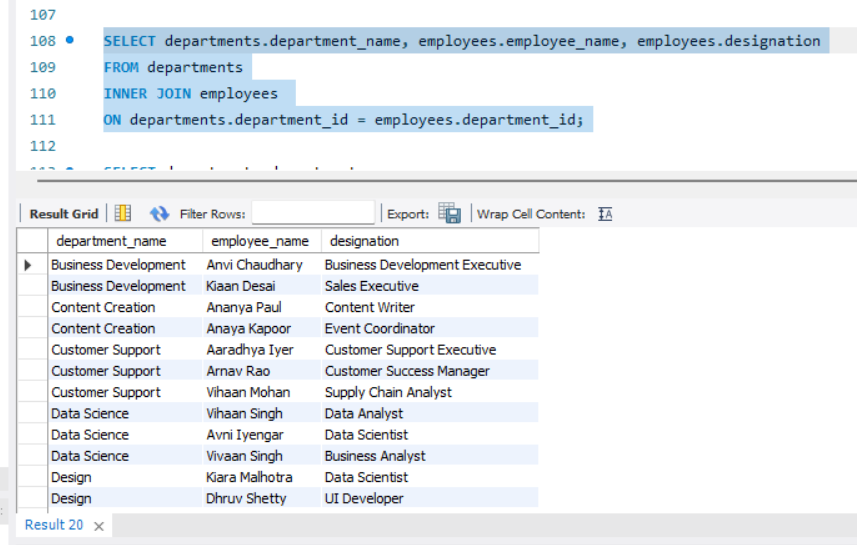 107
108 SELECT departments.department_name, employees.employee_name, employees.designation
109 FROM departments
110 INNER JOIN employees
111 ON departments.department_id = employees.department_id;
112
Result Grid Filter Rows: Export: Wrap Cell Content:
department_name employee_name designation
Business Development Anvi Chaudhary Business Development Executive
Business Development Kiaan Desai Sales Executive
Content Creation Ananya Paul Content Writer
Content Creation Anaya Kapoor Event Coordinator
Customer Support Aaradhya Iyer Customer Support Executive
Customer Support Arnav Rao Customer Success Manager
Customer Support Vihaan Mohan Supply Chain Analyst
Data Science Vihaan Singh Data Analyst
Data Science Avni Iyengar Data Scientist
Data Science Vivaan Singh Business Analyst
Design Kiara Malhotra Data Scientist
Design Dhruv Shetty UI Developer
Result 20